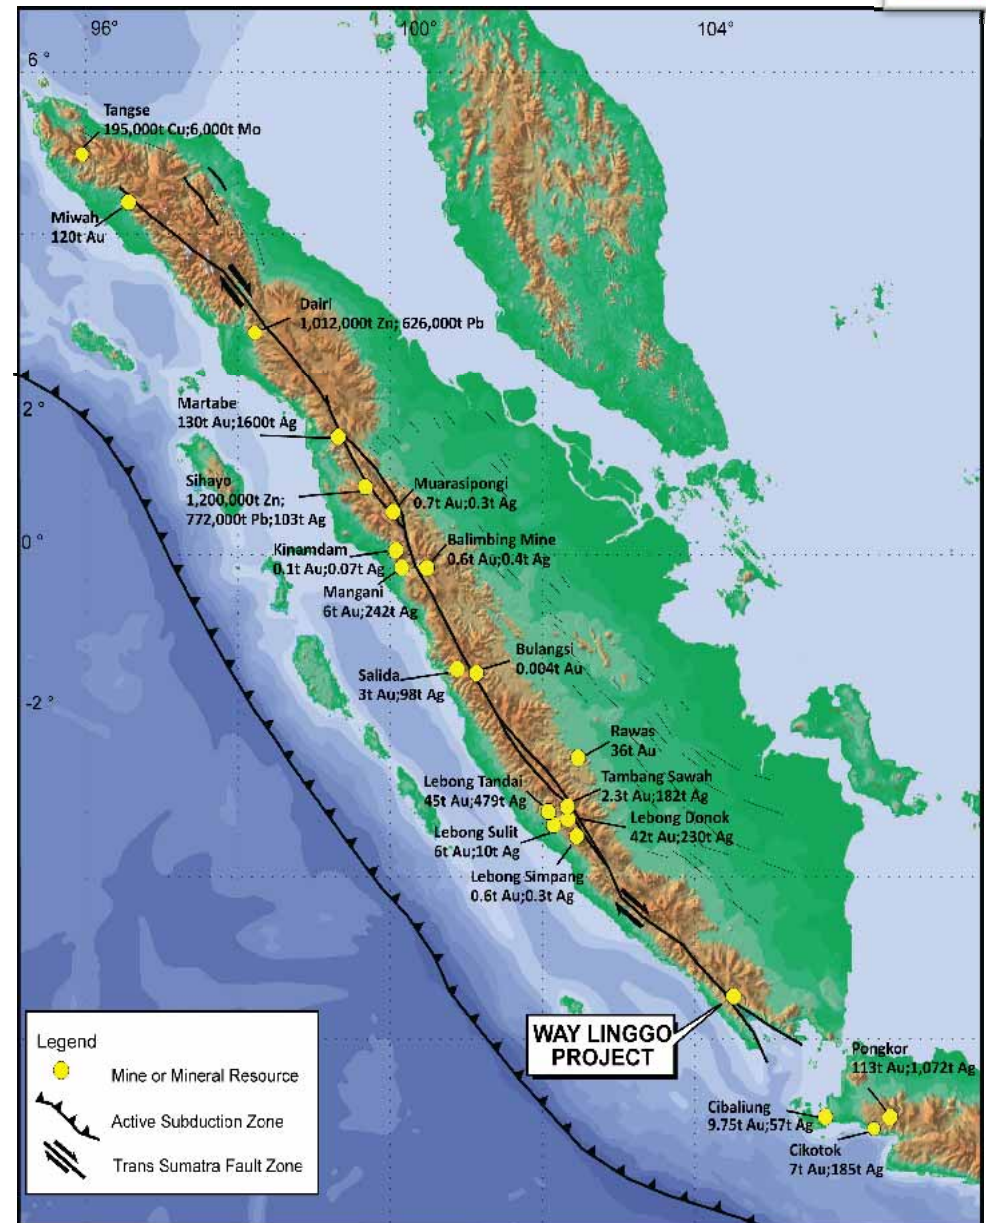 96°
100°
104°
6°
Tangse
195,000t Cu;6,000t Mo
Miwah
120t Au
Dairi
1,012,000t Zn; 626,000t Pb
2°
Martabe
130t Au;1600t Ag
Sihayo
1,200,000t Zn;
772,000t Pb;103t Ag
Muarasipongi
0.7t Au;0.3t Ag
0°
Kinamdam
0.1t Au;0.07t Ag
Balimbing Mine
0.6t Au;0.4t Ag
Mangani
6t Au;242t Ag
Bulangsi
0.004t Au
Salida
3t Au;98t Ag
-2°
Rawas
36t Au
Lebong Tandai
45t Au;479t Ag
Tambang Sawah
2.3t Au;182t Ag
Lebong Donok
42t Au;230t Ag
Lebong Sulit
6t Au;10t Ag
Lebong Simpang
0.6t Au;0.3t Ag
WAY LINGGO
PROJECT
Pongkor
113t Au;1,072t Ag
Cibaliung
9.75t Au;57t Ag
Cikotok
7t Au;185t Ag
Legend
Mine or Mineral Resource
Active Subduction Zone
Trans Sumatra Fault Zone